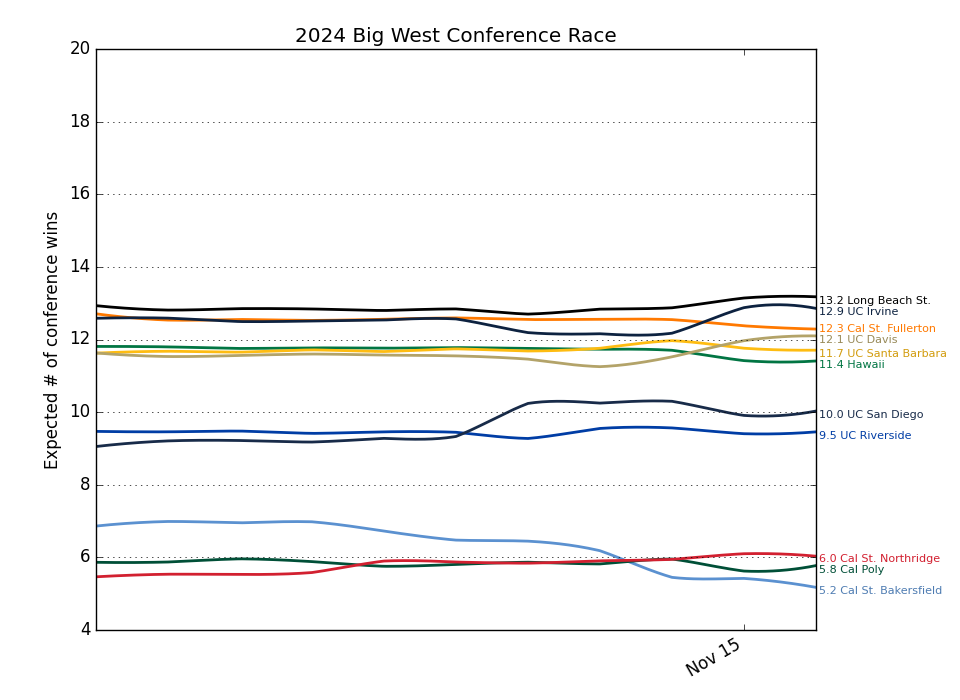 2024 Big West Conference Race
Expected # of conference wins
20
18
16
14
12
10
8
6
4
13.2 Long Beach St.
12.9 UC Irvine
12.3 Cal St. Fullerton
12.1 UC Davis
11.7 UC Santa Barbara
11.4 Hawaii
10.0 UC San Diego
9.5 UC Riverside
6.0 Cal St. Northridge
5.8 Cal Poly
5.2 Cal St. Bakersfield
Nov 15